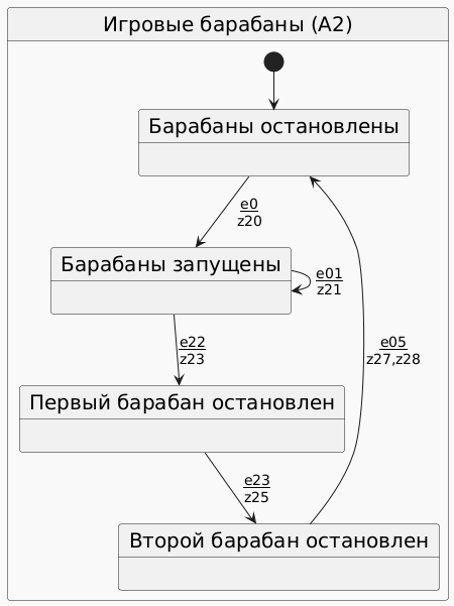 Игровые барабаны (A2)
Барабаны остановлены
e0
z20
Барабаны запущены
e01
z21
e05
z27,z28
e22
z23
Первый барабан остановлен
e23
z25
Второй барабан остановлен